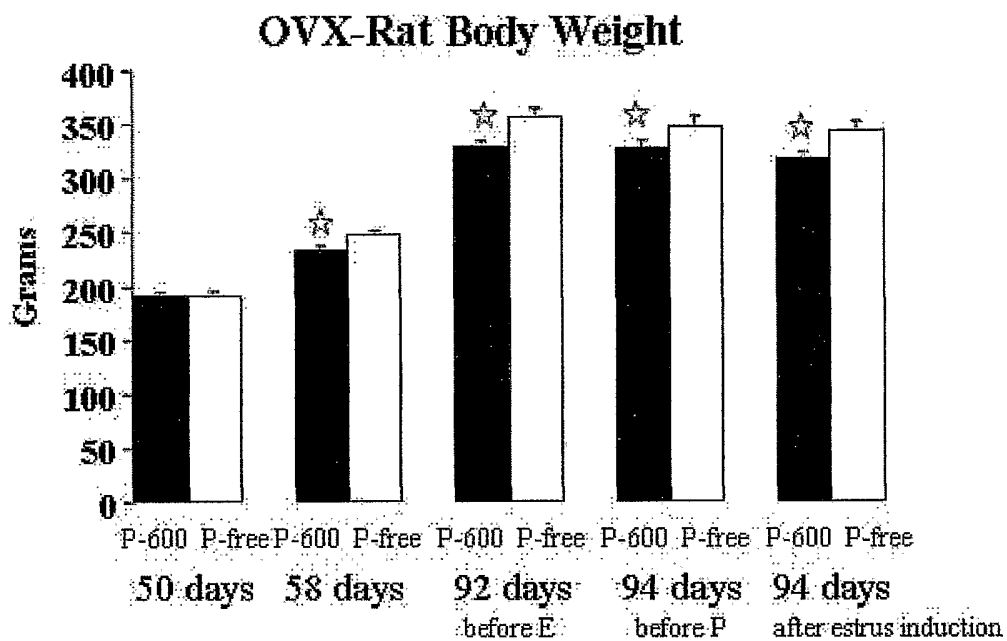 OVX-Rat Body Weight
400
350
300
250
200
150
100
50
0
Grams
P-600 P-free P-600 P-free P-600 P-free P-600 P-free P-600 P-free
50 days 58 days 92 days 94 days 94 days
before E before P after estrus induction